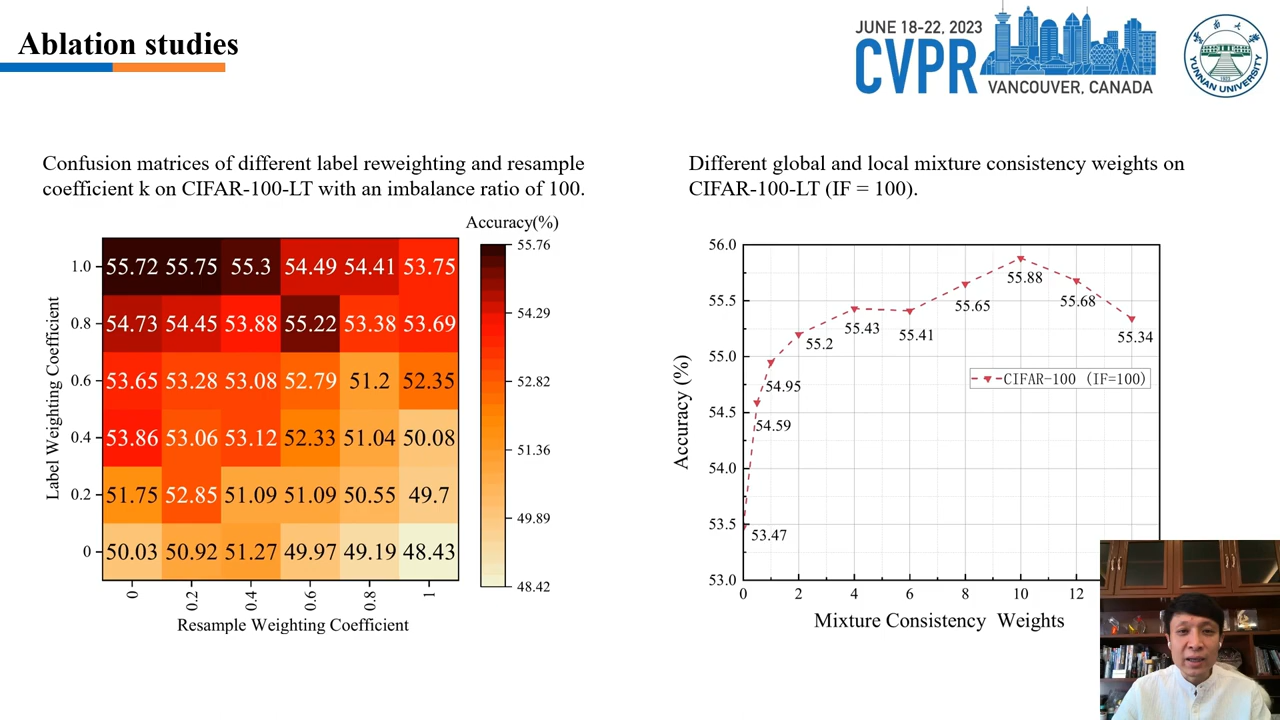 Ablation studies
JUNE 18-22, 2023
CVPR
VANCOUVER, CANADA
YUNNAN UNIVERSITY
Confusion matrices of different label reweighting and resample
coefficient k on CIFAR-100-LT with an imbalance ratio of 100.
Accuracy(%)
Label Weighting Coefficient
1.0 55.72 55.75 55.3 54.49 54.41 53.75
0.8 54.73 54.45 53.88 55.22 53.38 53.69
0.6 53.65 53.28 53.08 52.79 51.2 52.35
0.4 53.86 53.06 53.12 52.33 51.04 50.08
0.2 51.75 52.85 51.09 51.09 50.55 49.7
0 50.03 50.92 51.27 49.97 49.19 48.43
0 0.2 0.4 0.6 0.8 1
Resample Weighting Coefficient
55.76
54.29
52.82
51.36
49.89
48.42
Different global and local mixture consistency weights on
CIFAR-100-LT (IF = 100).
Accuracy (%)
56.0
55.5
55.0
54.5
54.0
53.5
53.0
53.47
54.59
54.95
55.2
55.43
55.41
55.65
55.88
55.68
55.34
CIFAR-100 (IF=100)
0 2 4 6 8 10 12
Mixture Consistency Weights